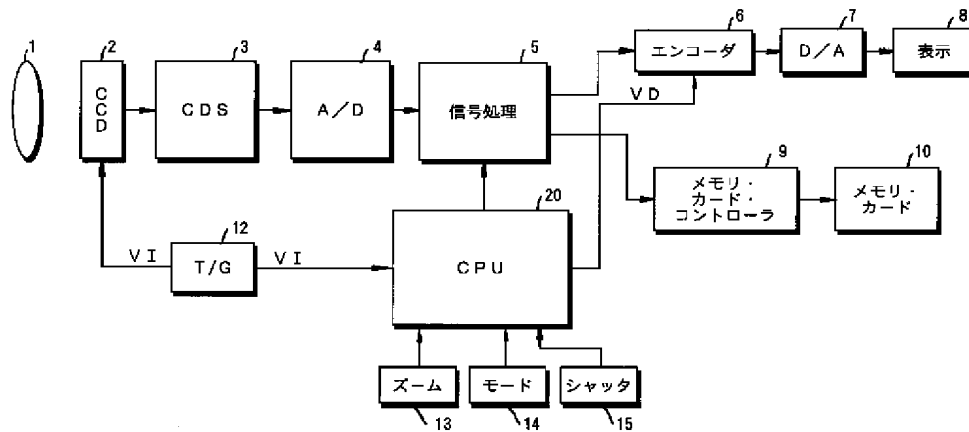 1
2
3
4
5
6
7
8
CCD
CDS
A/D
信号処理
エンコーダ
D/A
表示
VD
9
10
メモリ・
カード・
コントローラ
メモリ・
カード
12
20
VI
T/G
VI
CPU
ズーム
モード
シャッタ
13
14
15